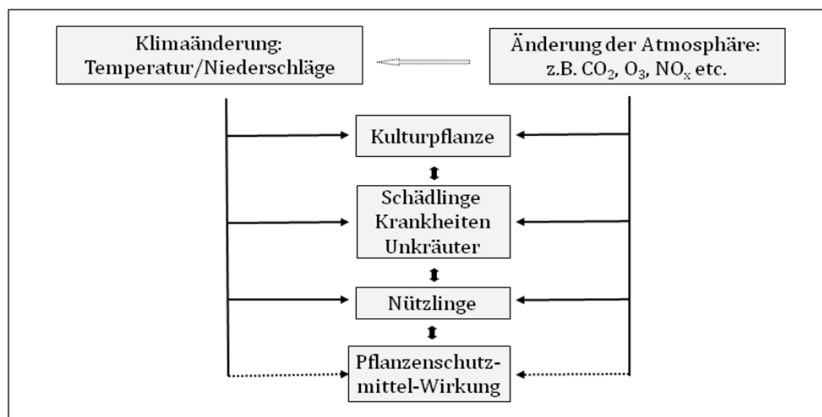 Klimaänderung:
Temperatur/Niederschläge
Änderung der Atmosphäre:
z.B. CO₂, O₃, NOₓ etc.
Kulturpflanze
Schädlinge
Krankheiten
Unkräuter
Nützlinge
Pflanzenschutz-
mittel-Wirkung